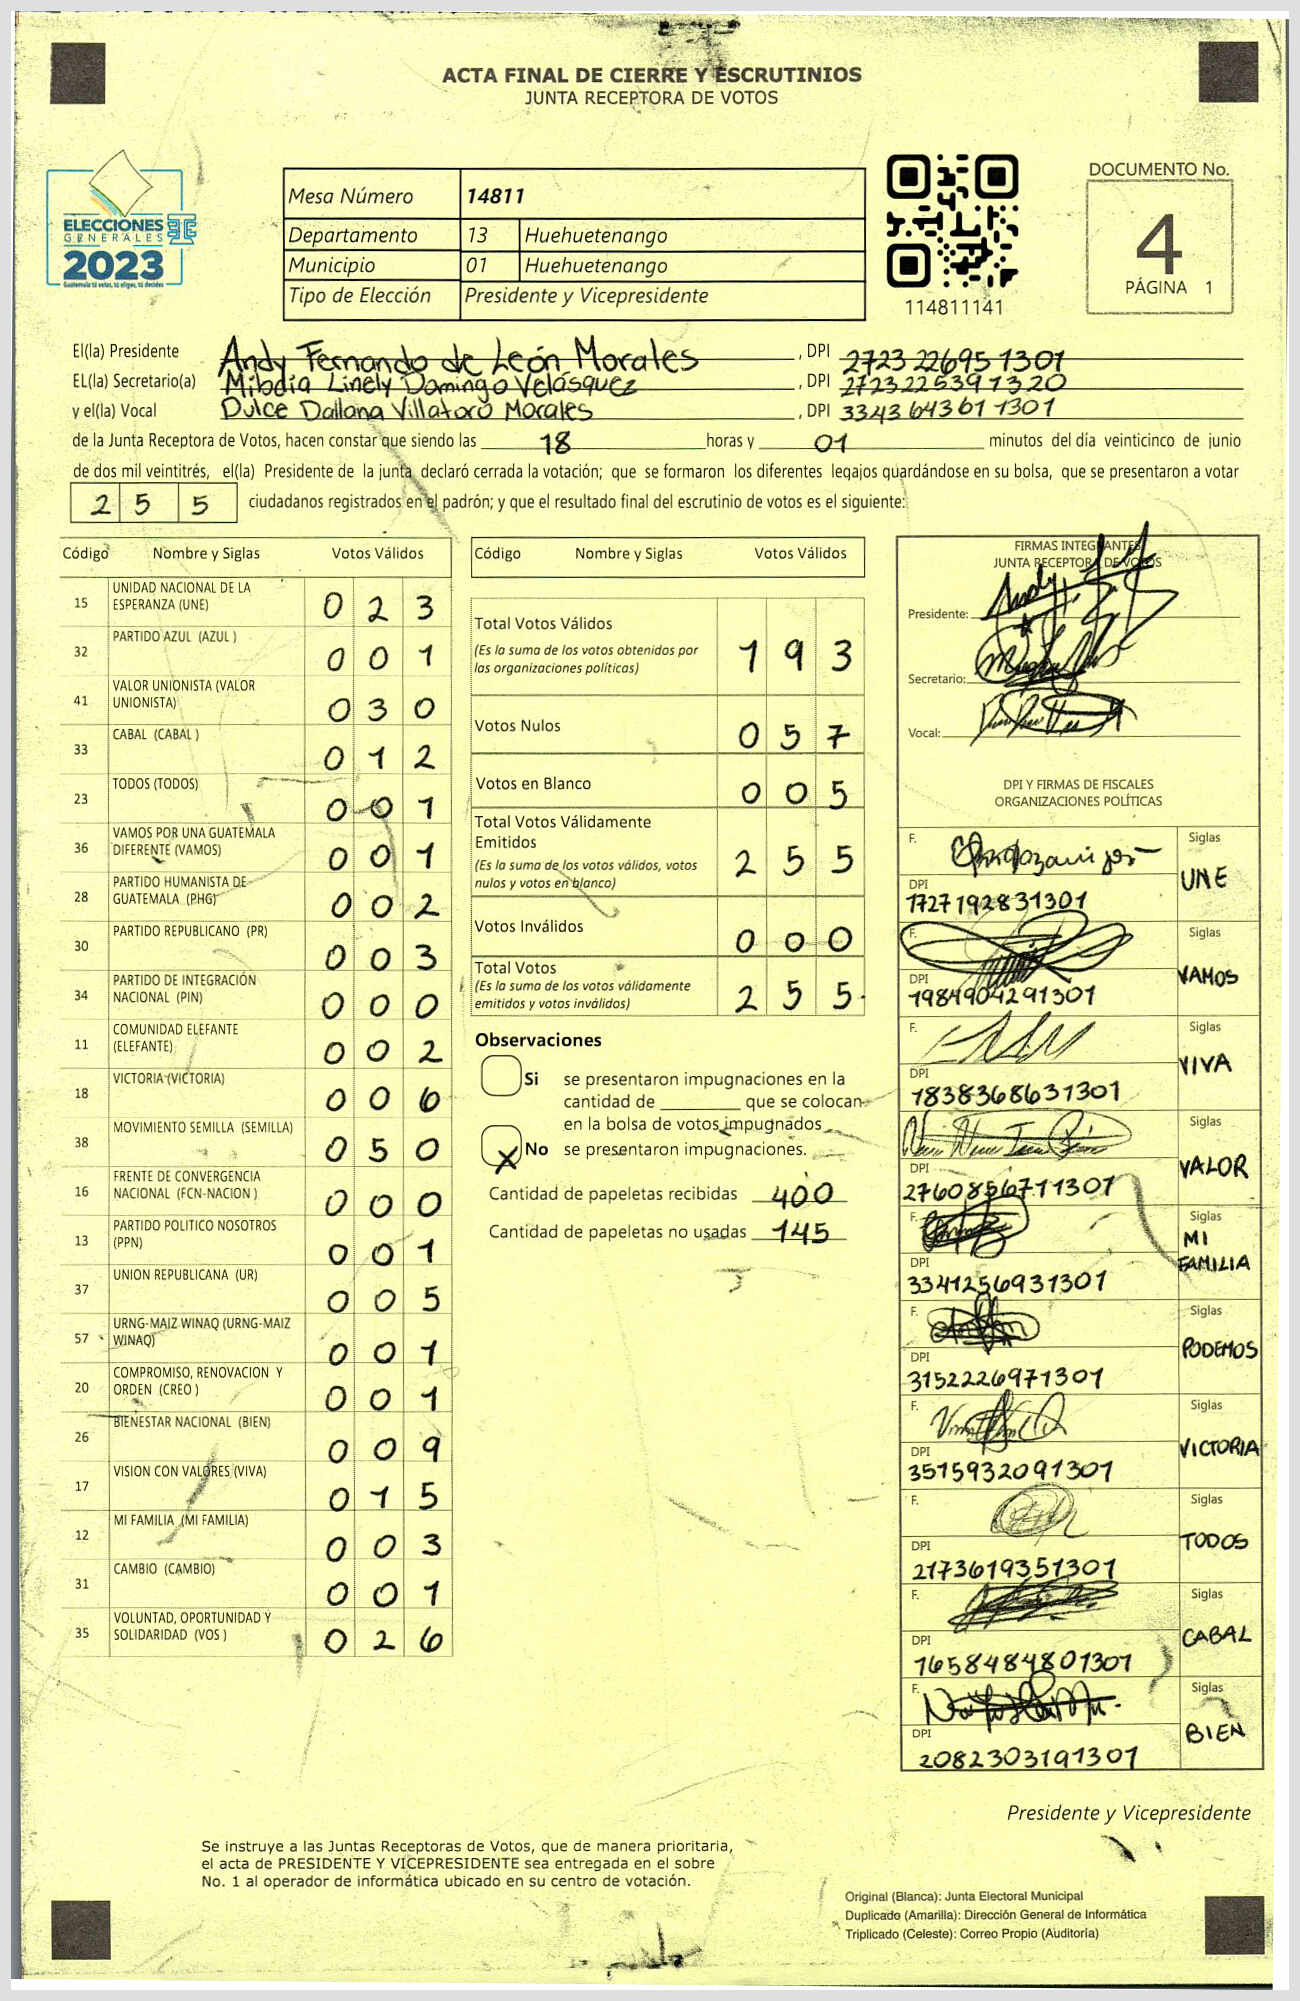 ACTA FINAL DE CIERRE Y ESCRUTINIOS
JUNTA RECEPTORA DE VOTOS
ELECCIONES
GENERALES
2023
Guatemala tú votas, tú eliges, tú decides
Mesa Número 14811
Departamento 13 Huehuetenango
Municipio 01 Huehuetenango
Tipo de Elección Presidente y Vicepresidente
114811141
DOCUMENTO No.
4
PÁGINA 1
El(la) Presidente Andy Fernando de León Morales , DPI 2723 22695 1301
EL(la) Secretario(a) Mibdia Linely Domingo Velásquez , DPI 2723 22539 1320
y el(la) Vocal Dulce Dallana Villatoro Morales , DPI 3343 64361 1301
de la Junta Receptora de Votos, hacen constar que siendo las 18 horas y 01 minutos del día veinticinco de junio
de dos mil veintitrés, el(la) Presidente de la junta declaró cerrada la votación; que se formaron los diferentes legajos guardándose en su bolsa, que se presentaron a votar
2 5 5 ciudadanos registrados en el padrón; y que el resultado final del escrutinio de votos es el siguiente:
Código Nombre y Siglas Votos Válidos
15 UNIDAD NACIONAL DE LA ESPERANZA (UNE) 0 2 3
32 PARTIDO AZUL (AZUL ) 0 0 1
41 VALOR UNIONISTA (VALOR UNIONISTA) 0 3 0
33 CABAL (CABAL ) 0 1 2
23 TODOS (TODOS) 0 0 1
36 VAMOS POR UNA GUATEMALA DIFERENTE (VAMOS) 0 0 1
28 PARTIDO HUMANISTA DE GUATEMALA (PHG) 0 0 2
30 PARTIDO REPUBLICANO (PR) 0 0 3
34 PARTIDO DE INTEGRACIÓN NACIONAL (PIN) 0 0 0
11 COMUNIDAD ELEFANTE (ELEFANTE) 0 0 2
18 VICTORIA (VICTORIA) 0 0 6
38 MOVIMIENTO SEMILLA (SEMILLA) 0 5 0
16 FRENTE DE CONVERGENCIA NACIONAL (FCN-NACION ) 0 0 0
13 PARTIDO POLITICO NOSOTROS (PPN) 0 0 1
37 UNION REPUBLICANA (UR) 0 0 5
57 URNG-MAIZ WINAQ (URNG-MAIZ WINAQ) 0 0 1
20 COMPROMISO, RENOVACION Y ORDEN (CREO ) 0 0 1
26 BIENESTAR NACIONAL (BIEN) 0 0 9
17 VISION CON VALORES (VIVA) 0 1 5
12 MI FAMILIA (MI FAMILIA) 0 0 3
31 CAMBIO (CAMBIO) 0 0 1
35 VOLUNTAD, OPORTUNIDAD Y SOLIDARIDAD (VOS ) 0 2 6
Código Nombre y Siglas Votos Válidos
Total Votos Válidos 1 9 3
(Es la suma de los votos obtenidos por
las organizaciones políticas)
Votos Nulos 0 5 7
Votos en Blanco 0 0 5
Total Votos Válidamente
Emitidos 2 5 5
(Es la suma de los votos válidos, votos
nulos y votos en blanco)
Votos Inválidos 0 0 0
Total Votos
(Es la suma de los votos válidamente
emitidos y votos inválidos) 2 5 5
Observaciones
Si se presentaron impugnaciones en la
cantidad de ________ que se colocan
en la bolsa de votos impugnados
X No se presentaron impugnaciones.
Cantidad de papeletas recibidas 400
Cantidad de papeletas no usadas 145
FIRMAS INTEGRANTES
JUNTA RECEPTORA DE VOTOS
Presidente:
Secretario:
Vocal:
DPI Y FIRMAS DE FISCALES
ORGANIZACIONES POLÍTICAS
F. Siglas
UNE
DPI
1727192831301
F. Siglas
VAMOS
DPI
1984904291301
F. Siglas
VIVA
DPI
1838368631301
Siglas
VALOR
DPI
2760856711301
F. Siglas
MI
FAMILIA
DPI
3341256931301
F. Siglas
PODEMOS
DPI
3152226971301
F. Siglas
VICTORIA
DPI
3515932091301
F. Siglas
TODOS
DPI
2173619351301
F. Siglas
CABAL
DPI
1658484801301
F. Siglas
BIEN
DPI
2082303191301
Presidente y Vicepresidente
Se instruye a las Juntas Receptoras de Votos, que de manera prioritaria,
el acta de PRESIDENTE Y VICEPRESIDENTE sea entregada en el sobre
No. 1 al operador de informática ubicado en su centro de votación.
Original (Blanca): Junta Electoral Municipal
Duplicado (Amarilla): Dirección General de Informática
Triplicado (Celeste): Correo Propio (Auditoría)